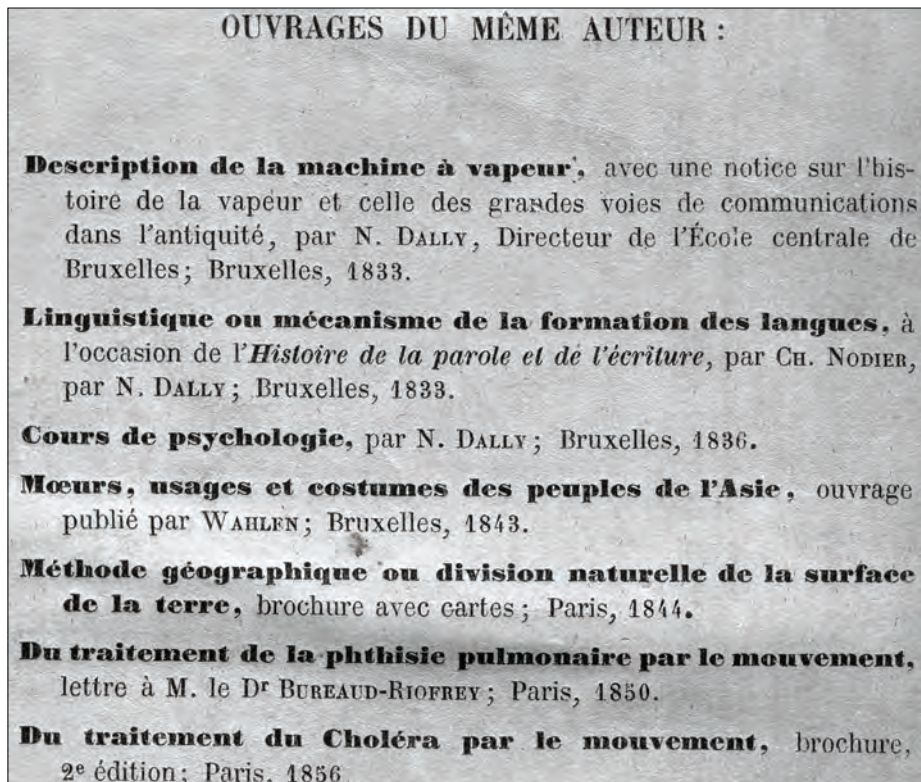 OUVRAGES DU MÊME AUTEUR :
Description de la machine à vapeur, avec une notice sur l'his-
toire de la vapeur et celle des grandes voies de communications
dans l'antiquité, par N. DALLY, Directeur de l'École centrale de
Bruxelles; Bruxelles, 1833.
Linguistique ou mécanisme de la formation des langues, à
l'occasion de l'Histoire de la parole et de l'écriture, par CH. NODIER,
par N. DALLY; Bruxelles, 1833.
Cours de psychologie, par N. DALLY; Bruxelles, 1836.
Mœurs, usages et costumes des peuples de l'Asie, ouvrage
publié par WAHLEN; Bruxelles, 1843.
Méthode géographique ou division naturelle de la surface
de la terre, brochure avec cartes; Paris, 1844.
Du traitement de la phthisie pulmonaire par le mouvement,
lettre à M. le Dr BUREAUD-RIOFREY; Paris, 1850.
Du traitement du Choléra par le mouvement, brochure,
2e édition; Paris, 1856